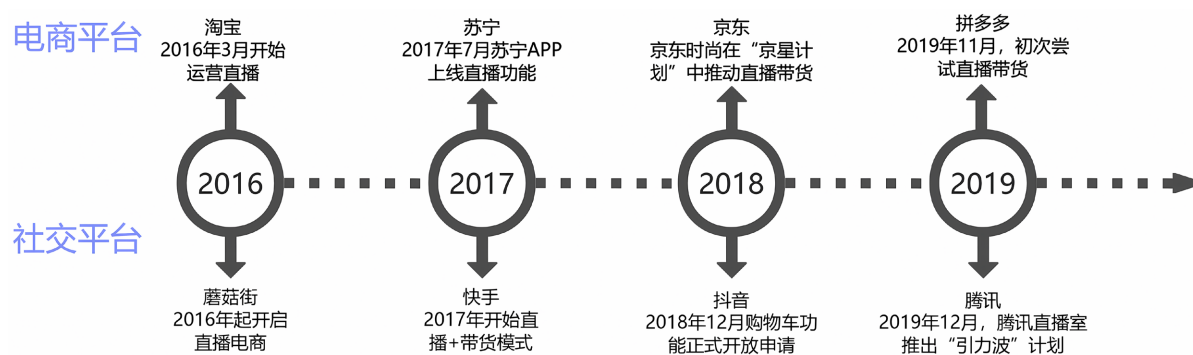 电商平台
淘宝
2016年3月开始
运营直播
苏宁
2017年7月苏宁APP
上线直播功能
京东
京东时尚在“京星计
划”中推动直播带货
拼多多
2019年11月，初次尝
试直播带货
2016
2017
2018
2019
社交平台
蘑菇街
2016年起开启
直播电商
快手
2017年开始直
播+带货模式
抖音
2018年12月购物车功
能正式开放申请
腾讯
2019年12月，腾讯直播室
推出“引力波”计划